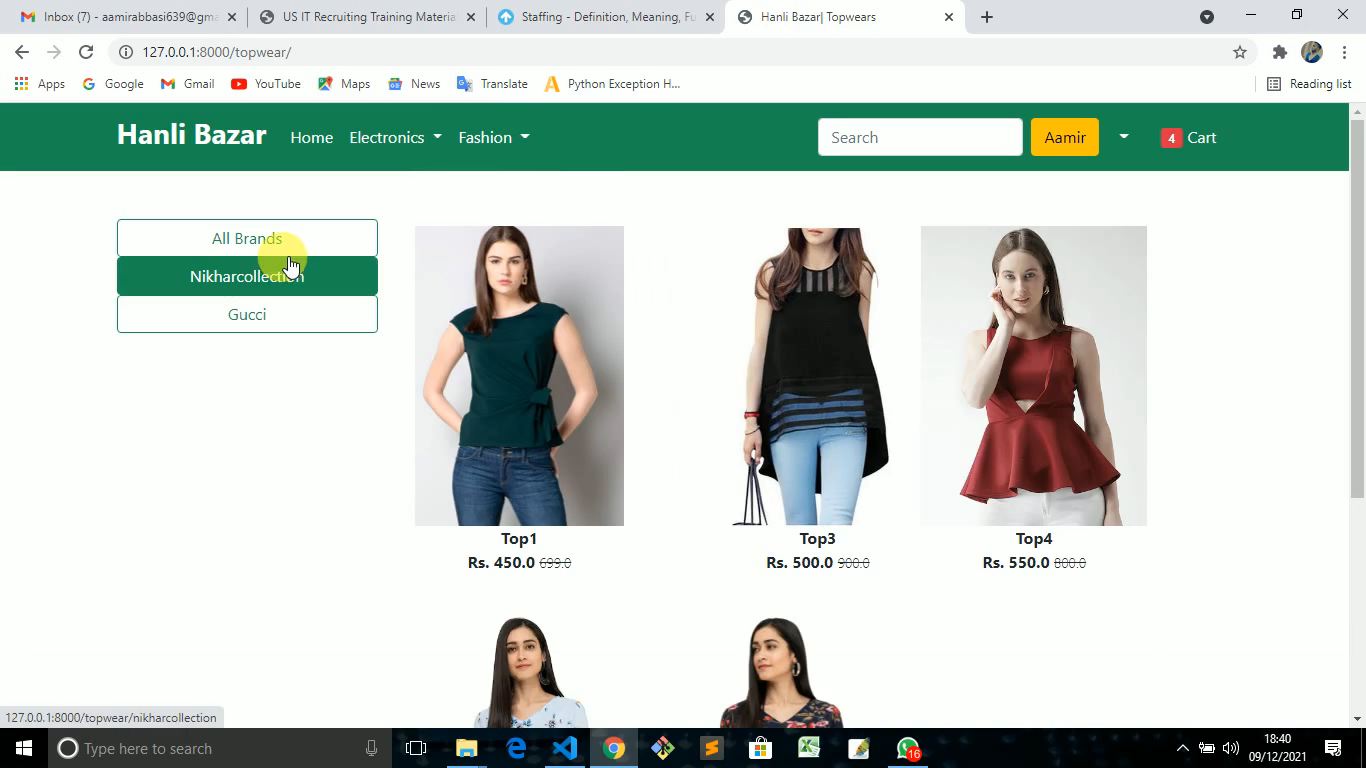 Inbox (7) - aamirabbasi639@gma
US IT Recruiting Training Materia
Staffing - Definition, Meaning, Fu
Hanli Bazar| Topwears
127.0.0.1:8000/topwear/
Apps
Google
Gmail
YouTube
Maps
News
Translate
Python Exception H...
Reading list
Hanli Bazar
Home
Electronics
Fashion
Search
Aamir
4
Cart
All Brands
Nikharcollection
Gucci
Top1
Rs. 450.0 699.0
Top3
Rs. 500.0 900.0
Top4
Rs. 550.0 800.0
127.0.0.1:8000/topwear/nikharcollection
Type here to search
16
18:40
09/12/2021